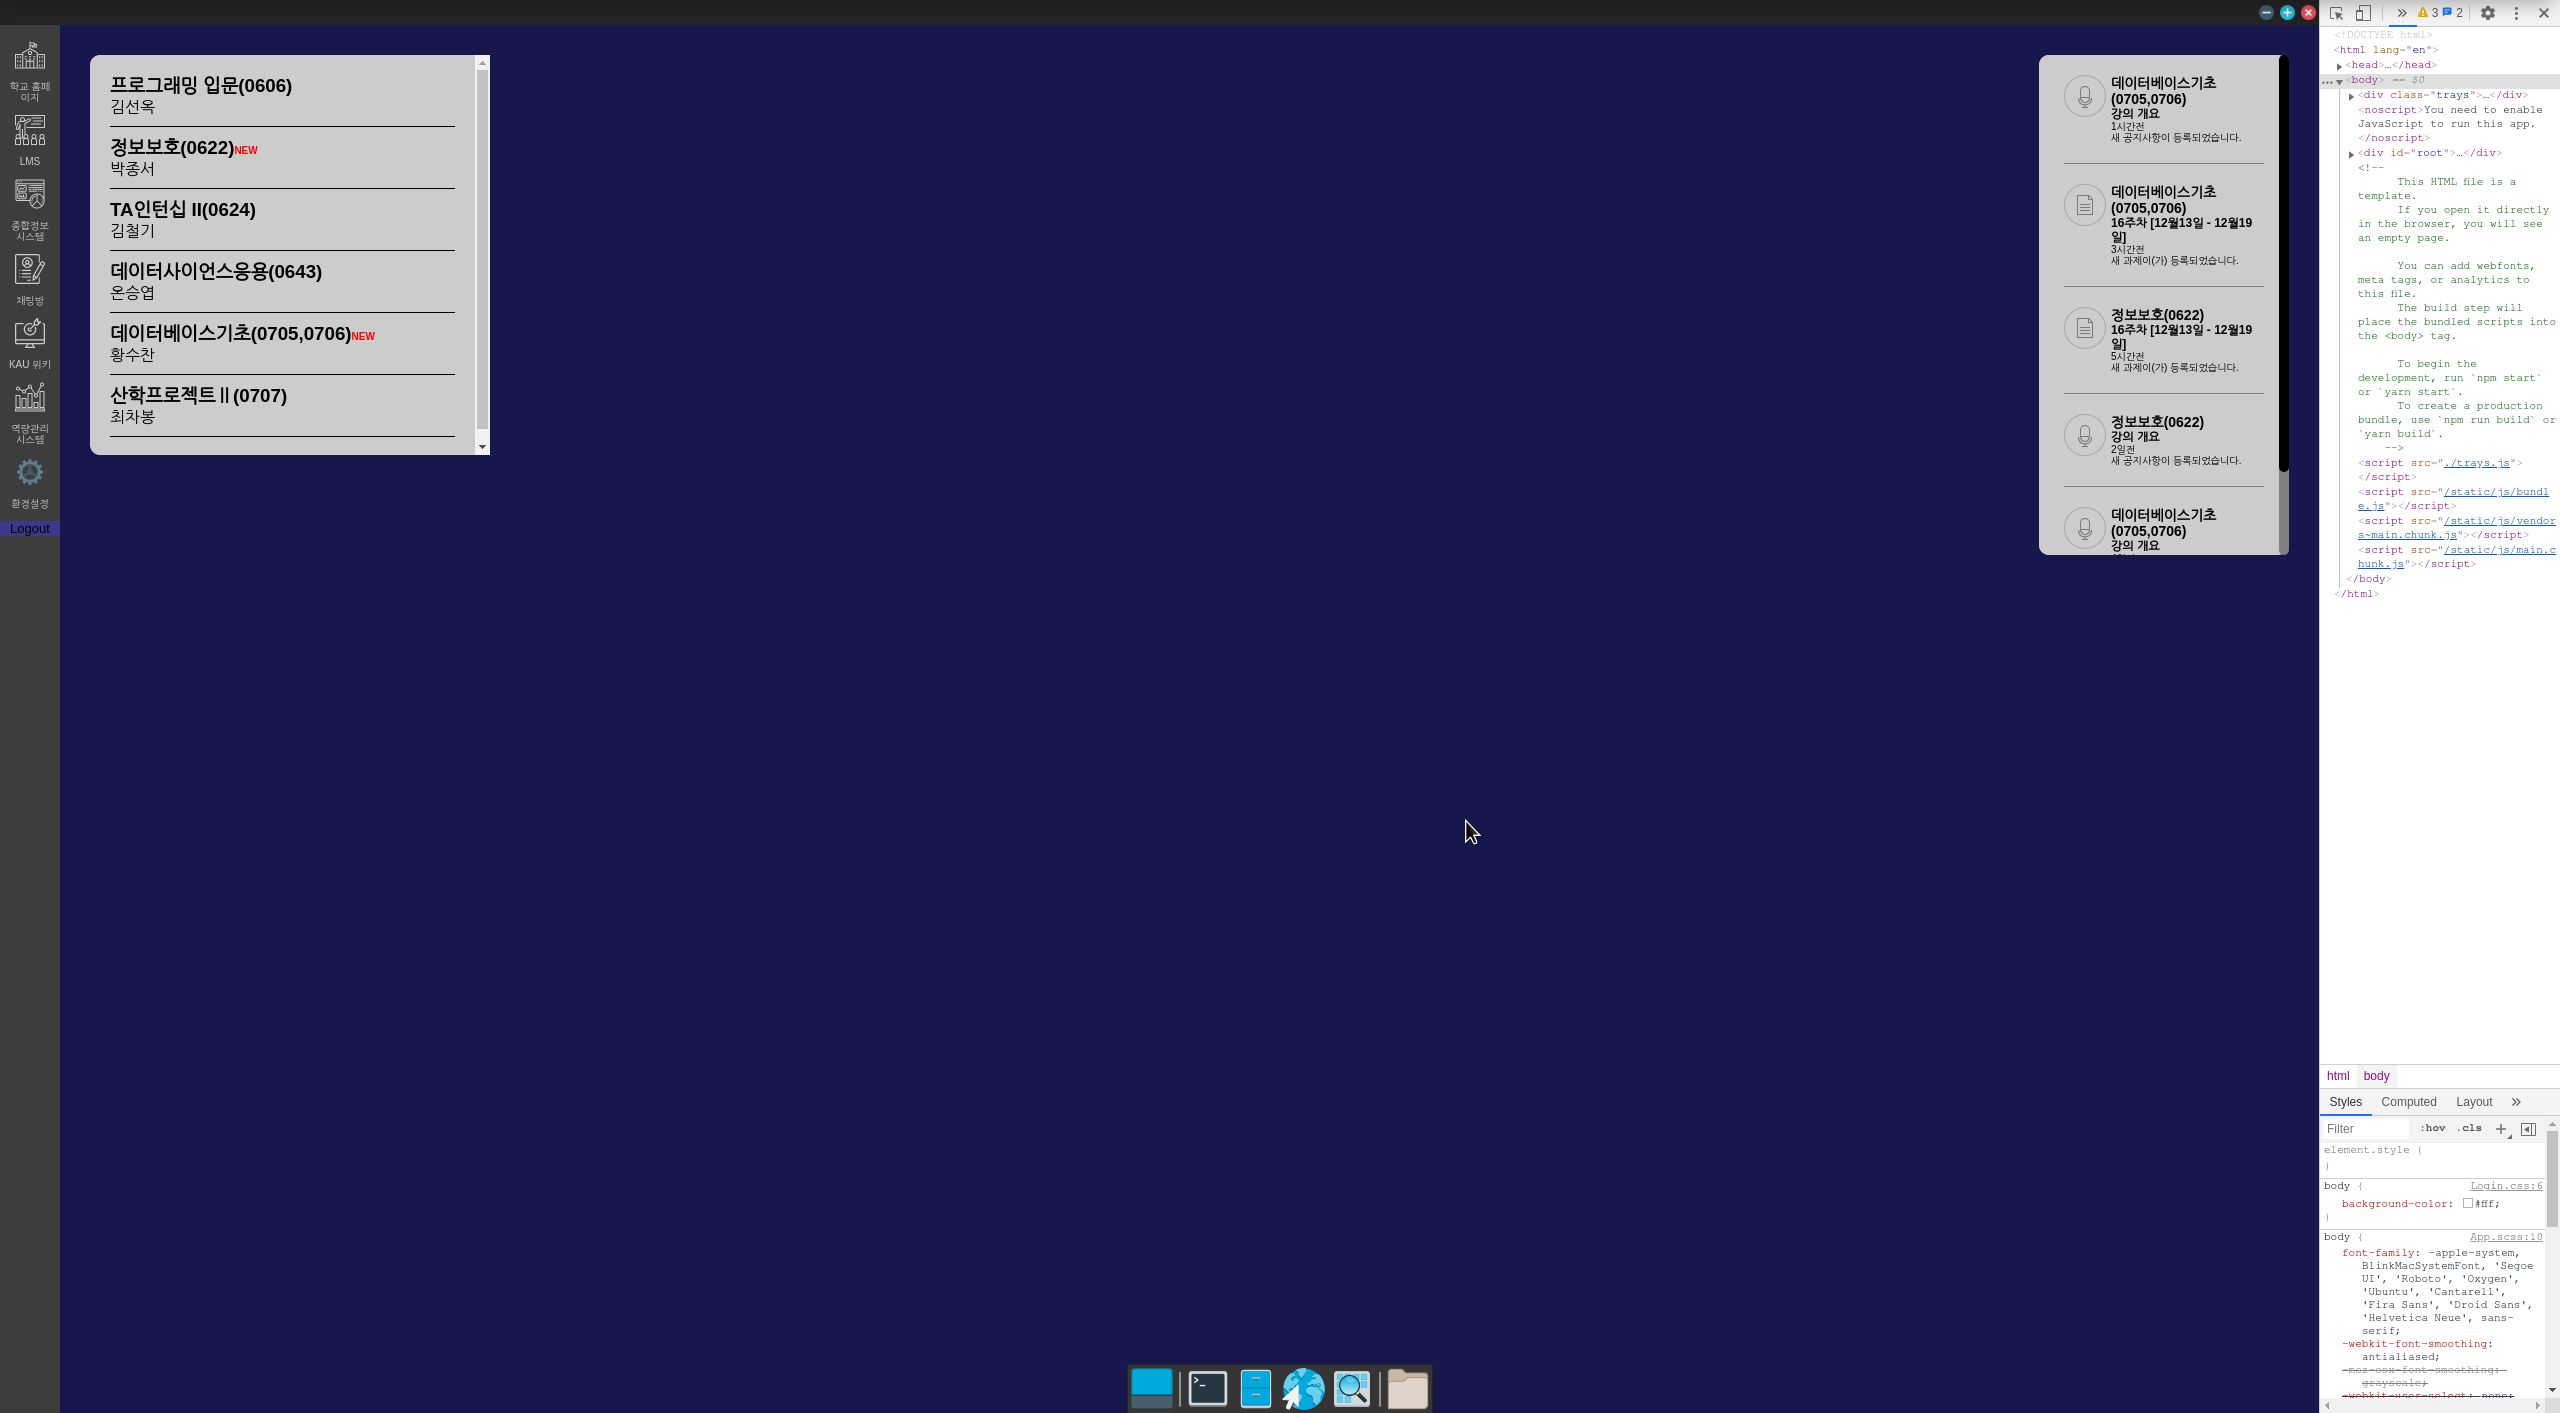 학교 홈페
이지
LMS
종합정보
시스템
채팅방
KAU 위키
역량관리
시스템
환경설정
Logout
프로그래밍 입문(0606)
김선옥
정보보호(0622)NEW
박종서
TA인턴십 II(0624)
김철기
데이터사이언스응용(0643)
온승엽
데이터베이스기초(0705,0706)NEW
황수찬
산학프로젝트Ⅱ(0707)
최차봉
데이터베이스기초
(0705,0706)
강의 개요
1시간전
새 공지사항이 등록되었습니다.
데이터베이스기초
(0705,0706)
16주차 [12월13일 - 12월19
일]
3시간전
새 과제이(가) 등록되었습니다.
정보보호(0622)
16주차 [12월13일 - 12월19
일]
5시간전
새 과제이(가) 등록되었습니다.
정보보호(0622)
강의 개요
2일전
새 공지사항이 등록되었습니다.
데이터베이스기초
(0705,0706)
강의 개요
3 2
<!DOCTYPE html>
<html lang="en">
<head>…</head>
<body> == $0
<div class="trays">…</div>
<noscript>You need to enable
JavaScript to run this app.
</noscript>
<div id="root">…</div>
<!--
This HTML file is a
template.
If you open it directly
in the browser, you will see
an empty page.
You can add webfonts,
meta tags, or analytics to
this file.
The build step will
place the bundled scripts into
the <body> tag.
To begin the
development, run `npm start`
or `yarn start`.
To create a production
bundle, use `npm run build` or
`yarn build`.
-->
<script src="./trays.js">
</script>
<script src="/static/js/bundl
e.js"></script>
<script src="/static/js/vendor
s~main.chunk.js"></script>
<script src="/static/js/main.c
hunk.js"></script>
</body>
</html>
html body
Styles Computed Layout
Filter :hov .cls
element.style {
}
body { Login.css:6
background-color: #fff;
}
body { App.scss:10
font-family: -apple-system,
BlinkMacSystemFont, 'Segoe
UI', 'Roboto', 'Oxygen',
'Ubuntu', 'Cantarell',
'Fira Sans', 'Droid Sans',
'Helvetica Neue', sans-
serif;
-webkit-font-smoothing:
antialiased;
-moz-osx-font-smoothing:
grayscale;
-webkit-user-select: none;